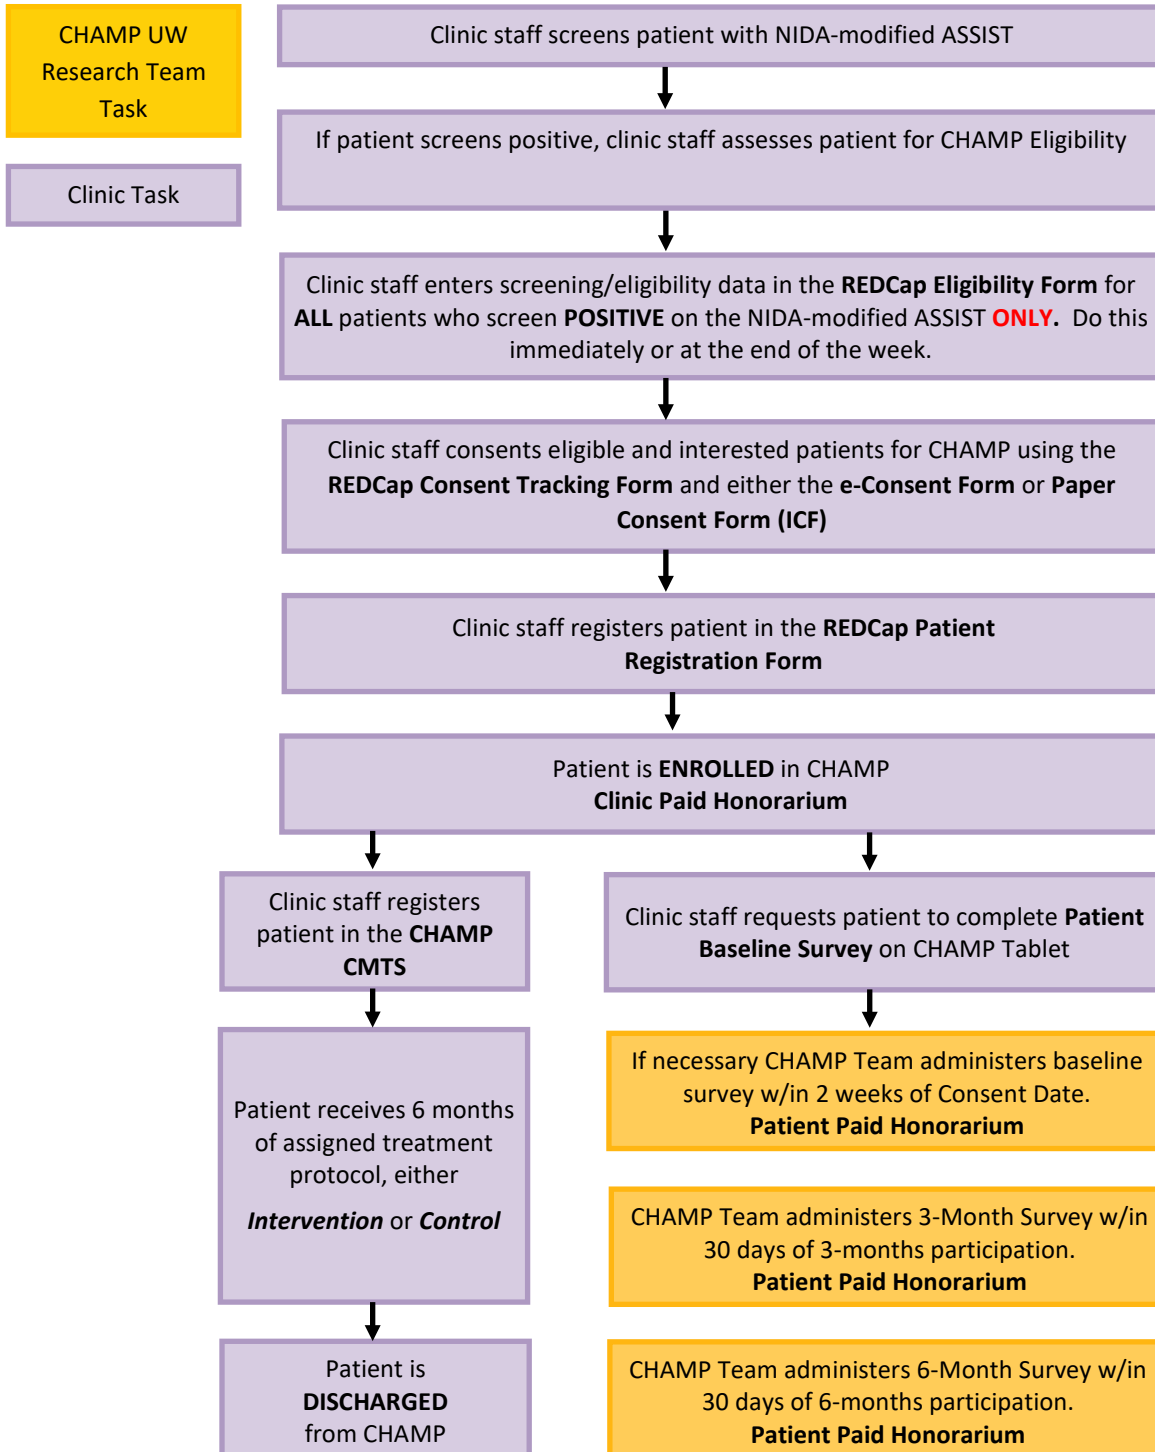 CHAMP UW
Research Team
Task
Clinic Task
Clinic staff screens patient with NIDA-modified ASSIST
If patient screens positive, clinic staff assesses patient for CHAMP Eligibility
Clinic staff enters screening/eligibility data in the REDCap Eligibility Form for
ALL patients who screen POSITIVE on the NIDA-modified ASSIST ONLY. Do this
immediately or at the end of the week.
Clinic staff consents eligible and interested patients for CHAMP using the
REDCap Consent Tracking Form and either the e-Consent Form or Paper
Consent Form (ICF)
Clinic staff registers patient in the REDCap Patient
Registration Form
Patient is ENROLLED in CHAMP
Clinic Paid Honorarium
Clinic staff registers
patient in the CHAMP
CMTS
Patient receives 6 months
of assigned treatment
protocol, either
Intervention or Control
Patient is
DISCHARGED
from CHAMP
Clinic staff requests patient to complete Patient
Baseline Survey on CHAMP Tablet
If necessary CHAMP Team administers baseline
survey w/in 2 weeks of Consent Date.
Patient Paid Honorarium
CHAMP Team administers 3-Month Survey w/in
30 days of 3-months participation.
Patient Paid Honorarium
CHAMP Team administers 6-Month Survey w/in
30 days of 6-months participation.
Patient Paid Honorarium